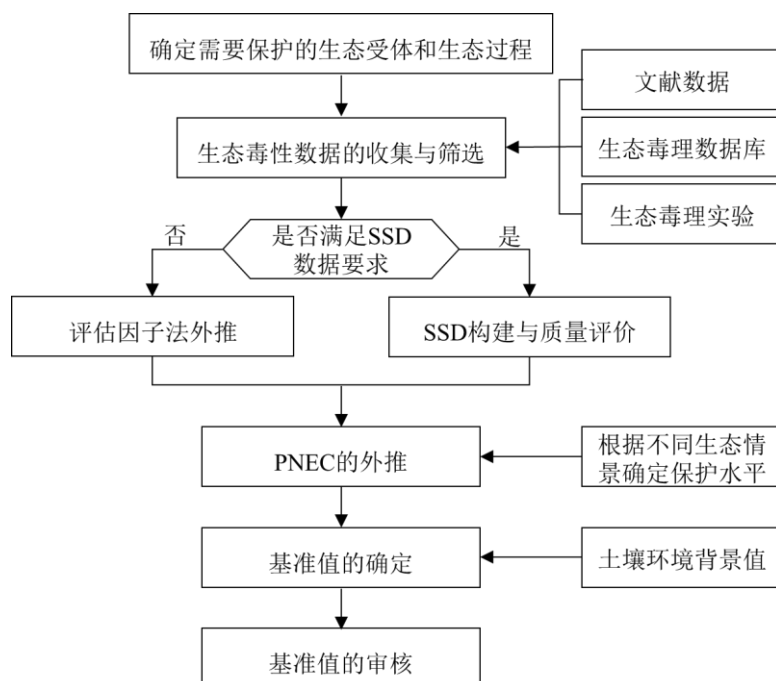 确定需要保护的生态受体和生态过程
文献数据
生态毒性数据的收集与筛选
生态毒理数据库
生态毒理实验
否
是否满足SSD
数据要求
是
评估因子法外推
SSD构建与质量评价
PNEC的外推
根据不同生态情
景确定保护水平
基准值的确定
土壤环境背景值
基准值的审核